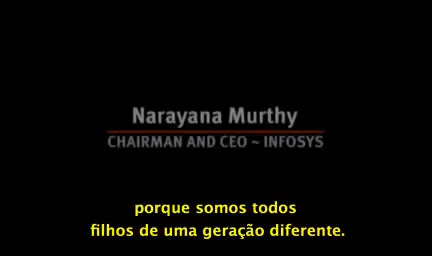 Narayana Murthy
CHAIRMAN AND CEO ~ INFOSYS
porque somos todos
filhos de uma geração diferente.